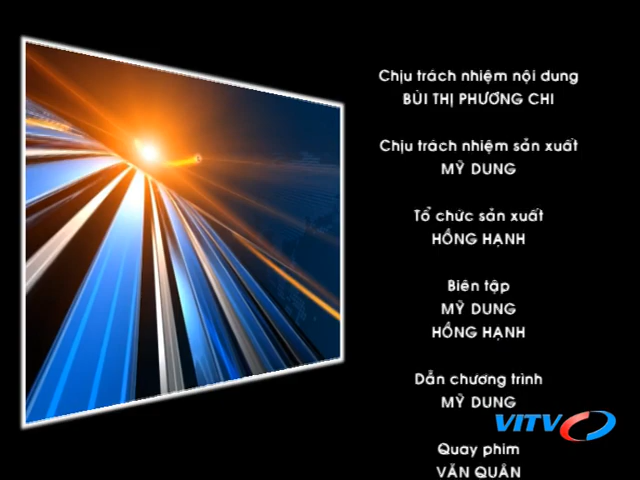 Chịu trách nhiệm nội dung
BÙI THỊ PHƯƠNG CHI
Chịu trách nhiệm sản xuất
MỸ DUNG
Tổ chức sản xuất
HỒNG HẠNH
Biên tập
MỸ DUNG
HỒNG HẠNH
Dẫn chương trình
MỸ DUNG
VITV
Quay phim
VĂN QUÂN